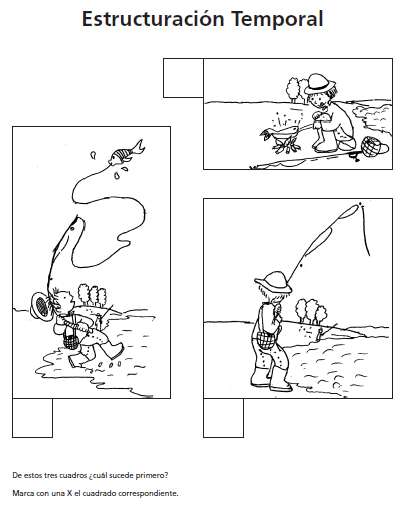 Estructuración Temporal
De estos tres cuadros ¿cuál sucede primero?
Marca con una X el cuadrado correspondiente.